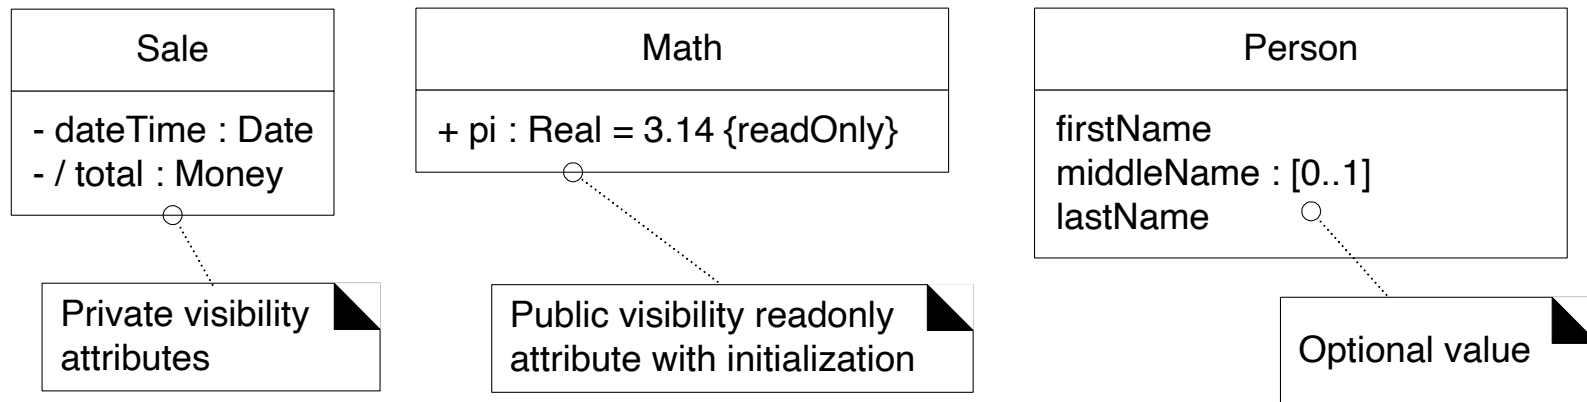 Sale
- dateTime : Date
- / total : Money
Private visibility
attributes
Math
+ pi : Real = 3.14 {readOnly}
Public visibility readonly
attribute with initialization
Person
firstName
middleName : [0..1]
lastName
Optional value